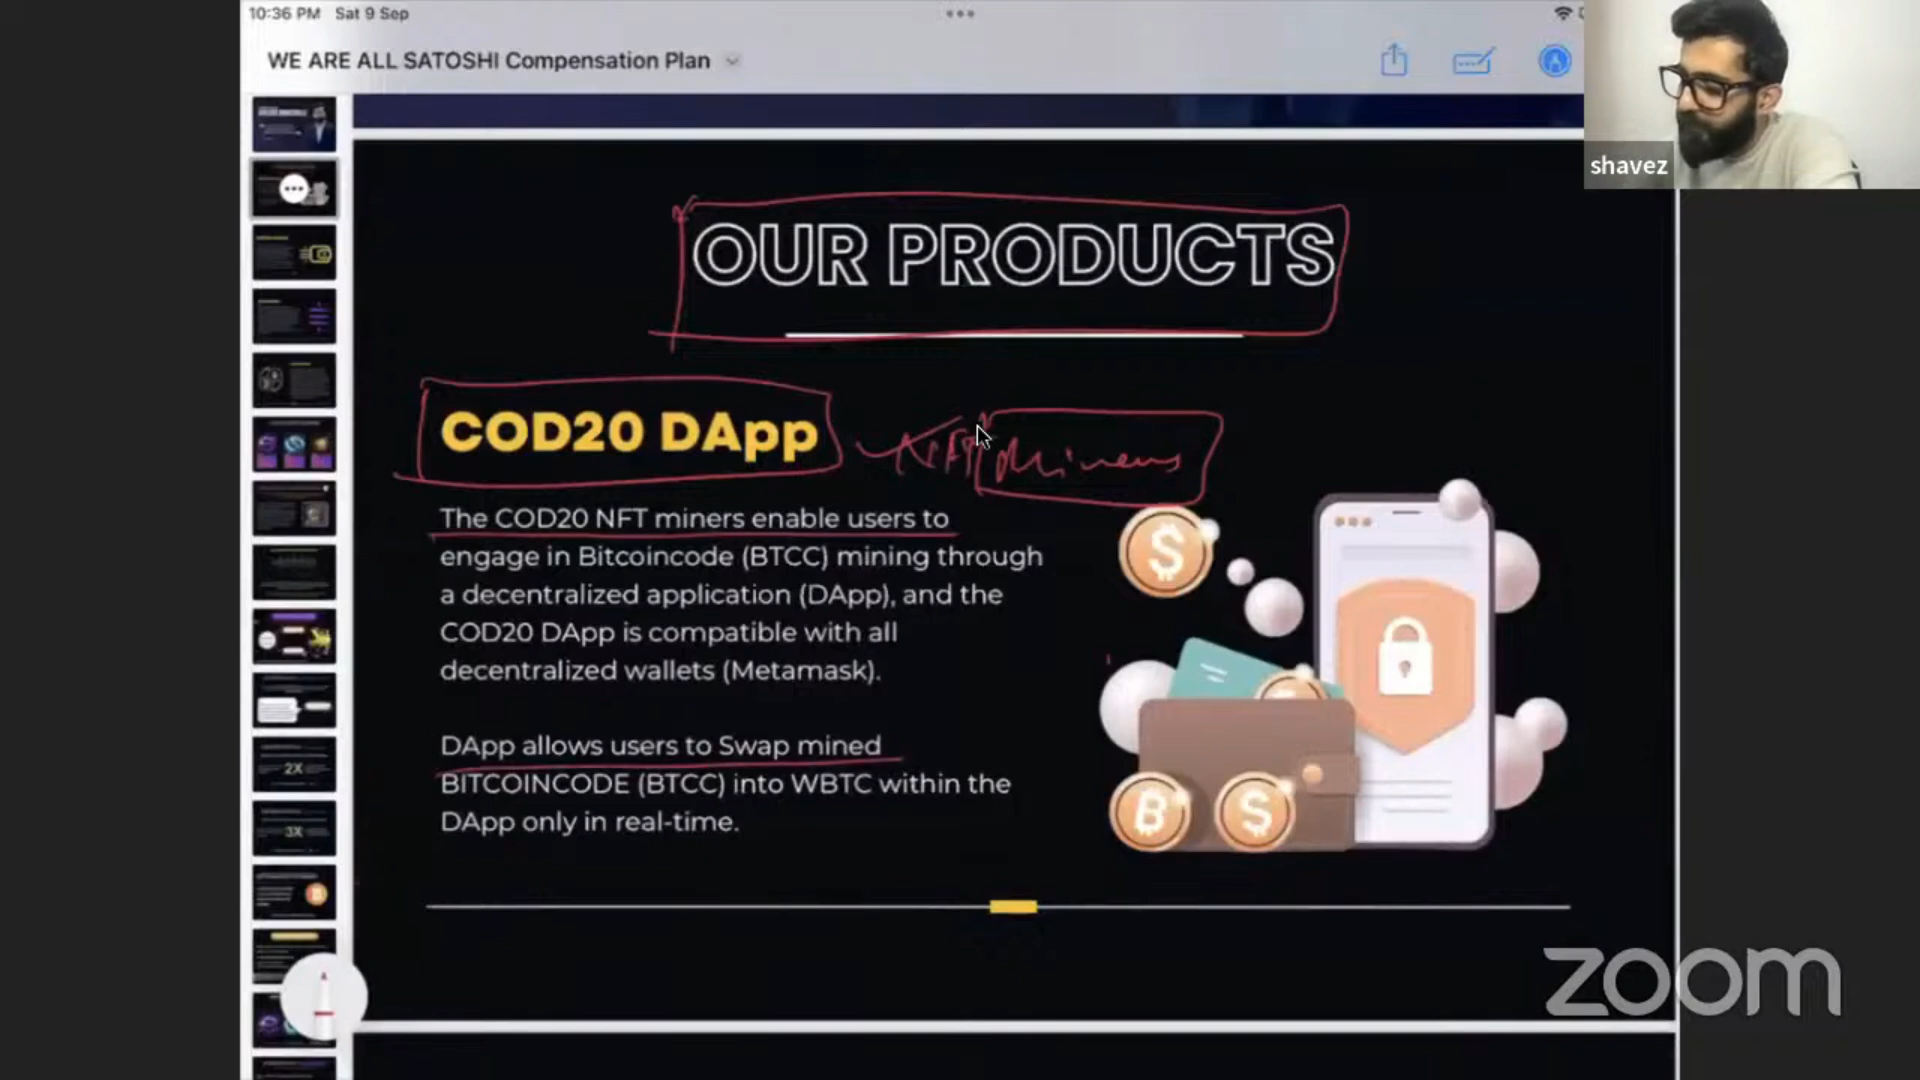 10:36 PM Sat 9 Sep
WE ARE ALL SATOSHI Compensation Plan
shavez
OUR PRODUCTS
COD20 DApp
NFT Miners
The COD20 NFT miners enable users to
engage in Bitcoincode (BTCC) mining through
a decentralized application (DApp), and the
COD20 DApp is compatible with all
decentralized wallets (Metamask).
DApp allows users to Swap mined
BITCOINCODE (BTCC) into WBTC within the
DApp only in real-time.
$
B
$
2X
3X
zoom